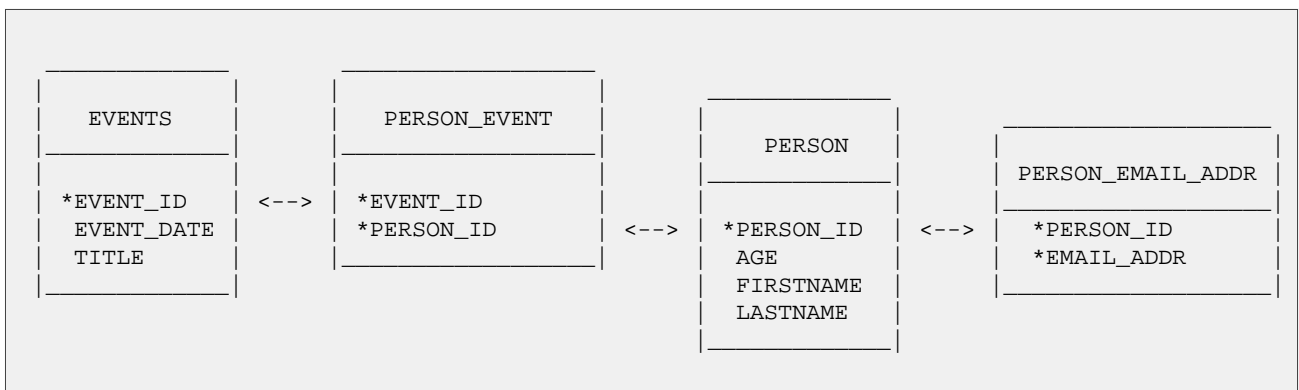 EVENTS
*EVENT_ID
EVENT_DATE
TITLE
<-->
PERSON_EVENT
*EVENT_ID
*PERSON_ID
<-->
PERSON
*PERSON_ID
AGE
FIRSTNAME
LASTNAME
<-->
PERSON_EMAIL_ADDR
*PERSON_ID
*EMAIL_ADDR